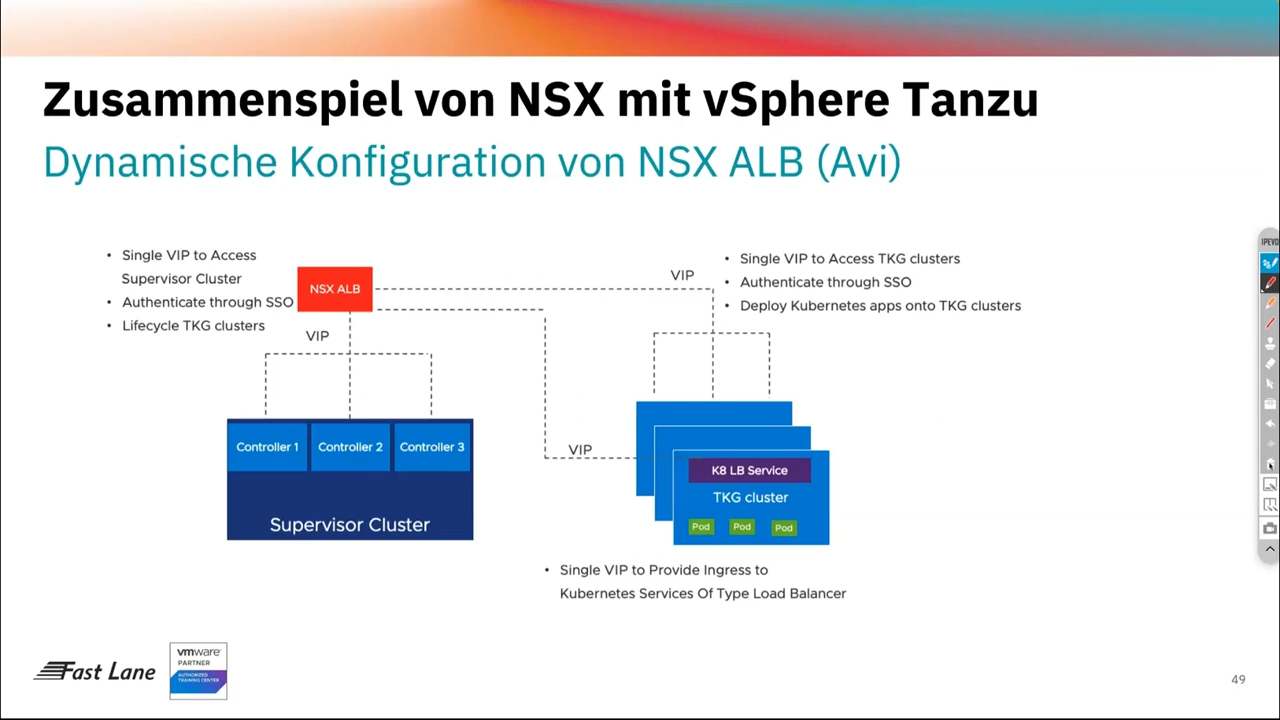 Zusammenspiel von NSX mit vSphere Tanzu
Dynamische Konfiguration von NSX ALB (Avi)
• Single VIP to Access
Supervisor Cluster
• Authenticate through SSO
• Lifecycle TKG clusters
NSX ALB
VIP
VIP
• Single VIP to Access TKG clusters
• Authenticate through SSO
• Deploy Kubernetes apps onto TKG clusters
Controller 1
Controller 2
Controller 3
Supervisor Cluster
VIP
K8 LB Service
TKG cluster
Pod
Pod
Pod
• Single VIP to Provide Ingress to
Kubernetes Services Of Type Load Balancer
Fast Lane
vmware
PARTNER
AUTHORIZED
TRAINING CENTER
49
IPEVO